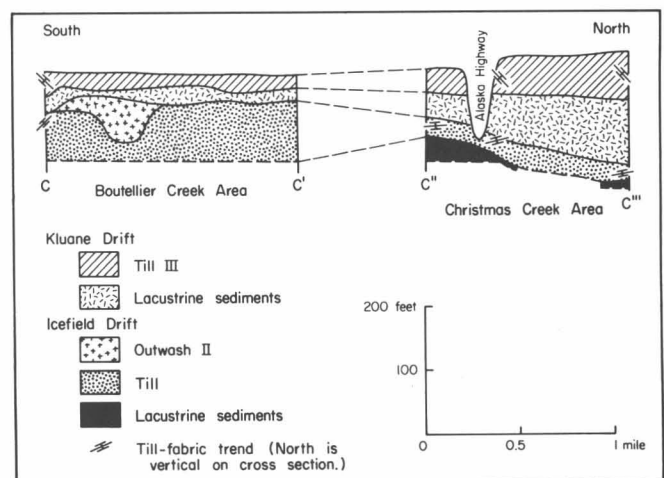 South
North
Alaska Highway
C
Boutellier Creek Area
C'
C"
Christmas Creek Area
C'''
Kluane Drift
Till III
Lacustrine sediments
Icefield Drift
Outwash II
Till
Lacustrine sediments
Till-fabric trend (North is
vertical on cross section.)
200 feet
100
0
0.5
1 mile